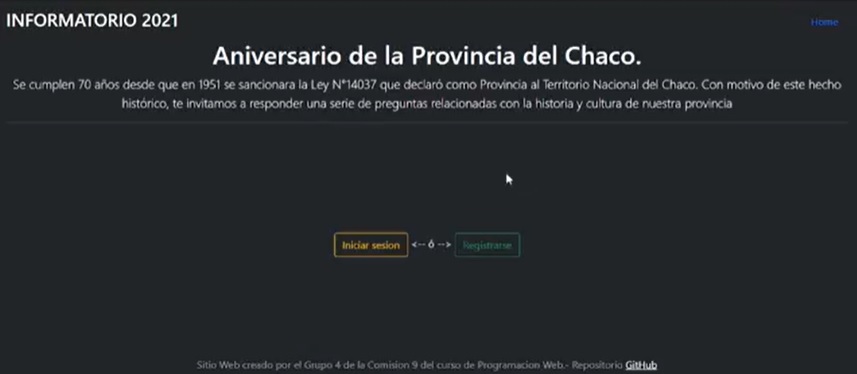 INFORMATORIO 2021
Home
Aniversario de la Provincia del Chaco.
Se cumplen 70 años desde que en 1951 se sancionara la Ley N°14037 que declaró como Provincia al Territorio Nacional del Chaco. Con motivo de este hecho
histórico, te invitamos a responder una serie de preguntas relacionadas con la historia y cultura de nuestra provincia
Iniciar sesion <-- ó --> Registrarse
Sitio Web creado por el Grupo 4 de la Comision 9 del curso de Programacion Web.- Repositorio GitHub